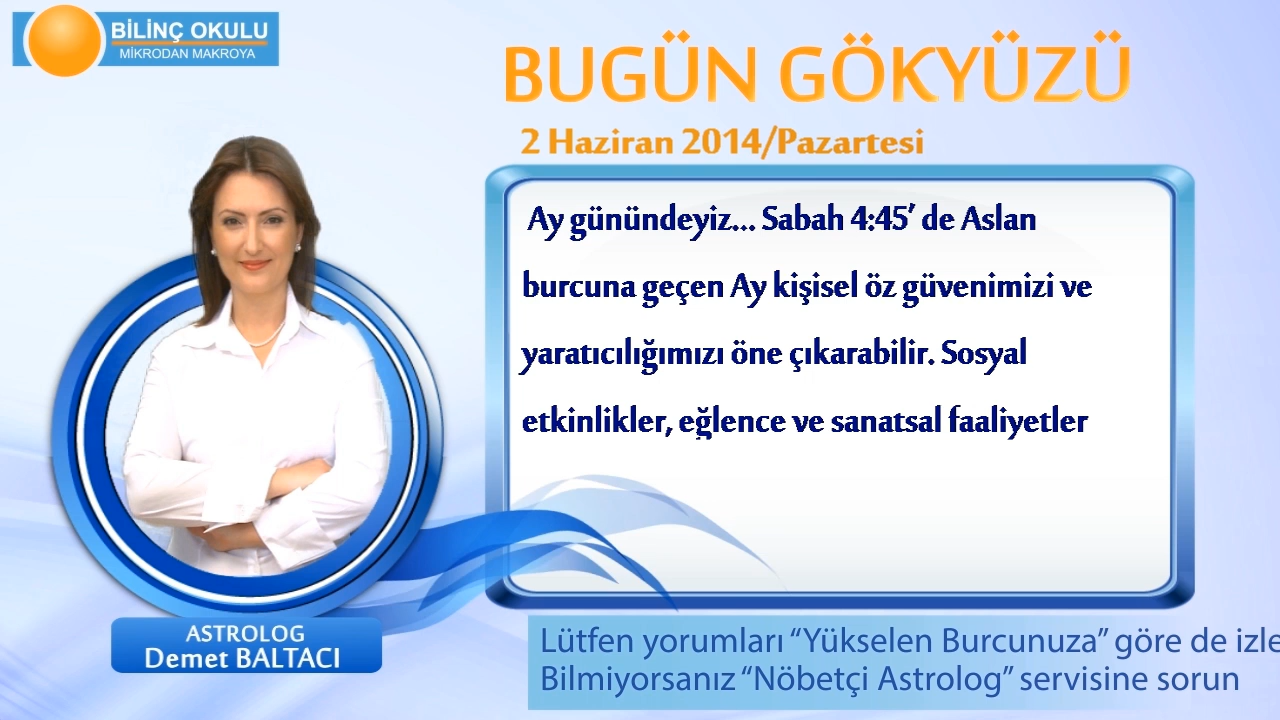 BİLİNÇ OKULU
MİKRODAN MAKROYA
BUGÜN GÖKYÜZÜ
2 Haziran 2014/Pazartesi
Ay günündeyiz... Sabah 4:45' de Aslan
burcuna geçen Ay kişisel öz güvenimizi ve
yaratıcılığımızı öne çıkarabilir. Sosyal
etkinlikler, eğlence ve sanatsal faaliyetler
ASTROLOG
Demet BALTACI
Lütfen yorumları “Yükselen Burcunuza” göre de izle
Bilmiyorsanız “Nöbetçi Astrolog” servisine sorun